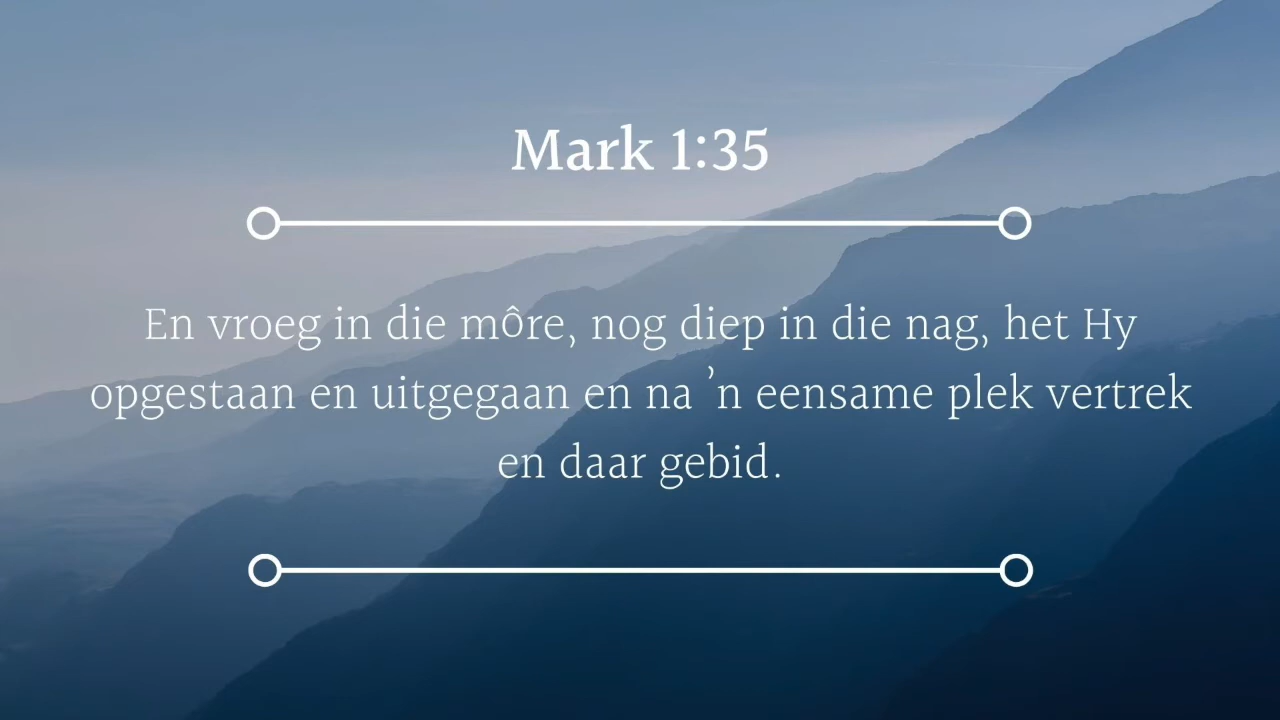 Mark 1:35
En vroeg in die môre, nog diep in die nag, het Hy
opgestaan en uitgegaan en na ’n eensame plek vertrek
en daar gebid.